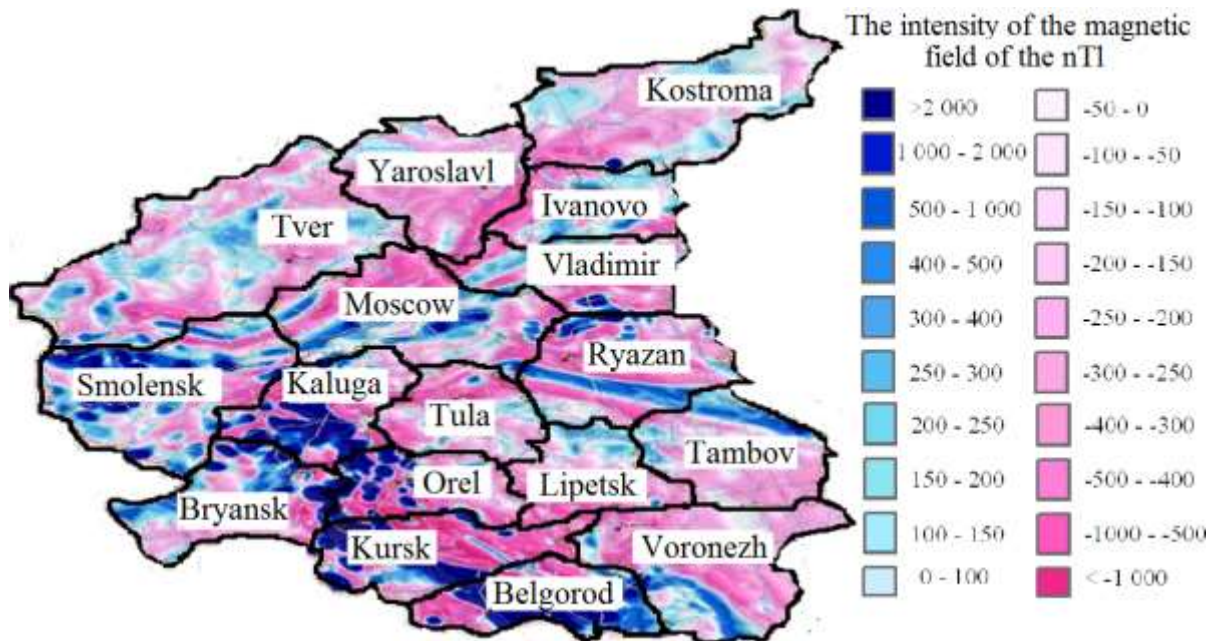 The intensity of the magnetic
field of the nTl
Kostroma
Yaroslavl
Ivanovo
Tver
Vladimir
Moscow
Ryazan
Smolensk
Kaluga
Tula
Tambov
Orel
Lipetsk
Bryansk
Kursk
Voronezh
Belgorod
>2 000
1 000 - 2 000
500 - 1 000
400 - 500
300 - 400
250 - 300
200 - 250
150 - 200
100 - 150
0 - 100
-50 - 0
-100 - -50
-150 - -100
-200 - -150
-250 - -200
-300 - -250
-400 - -300
-500 - -400
-1000 - -500
< -1 000